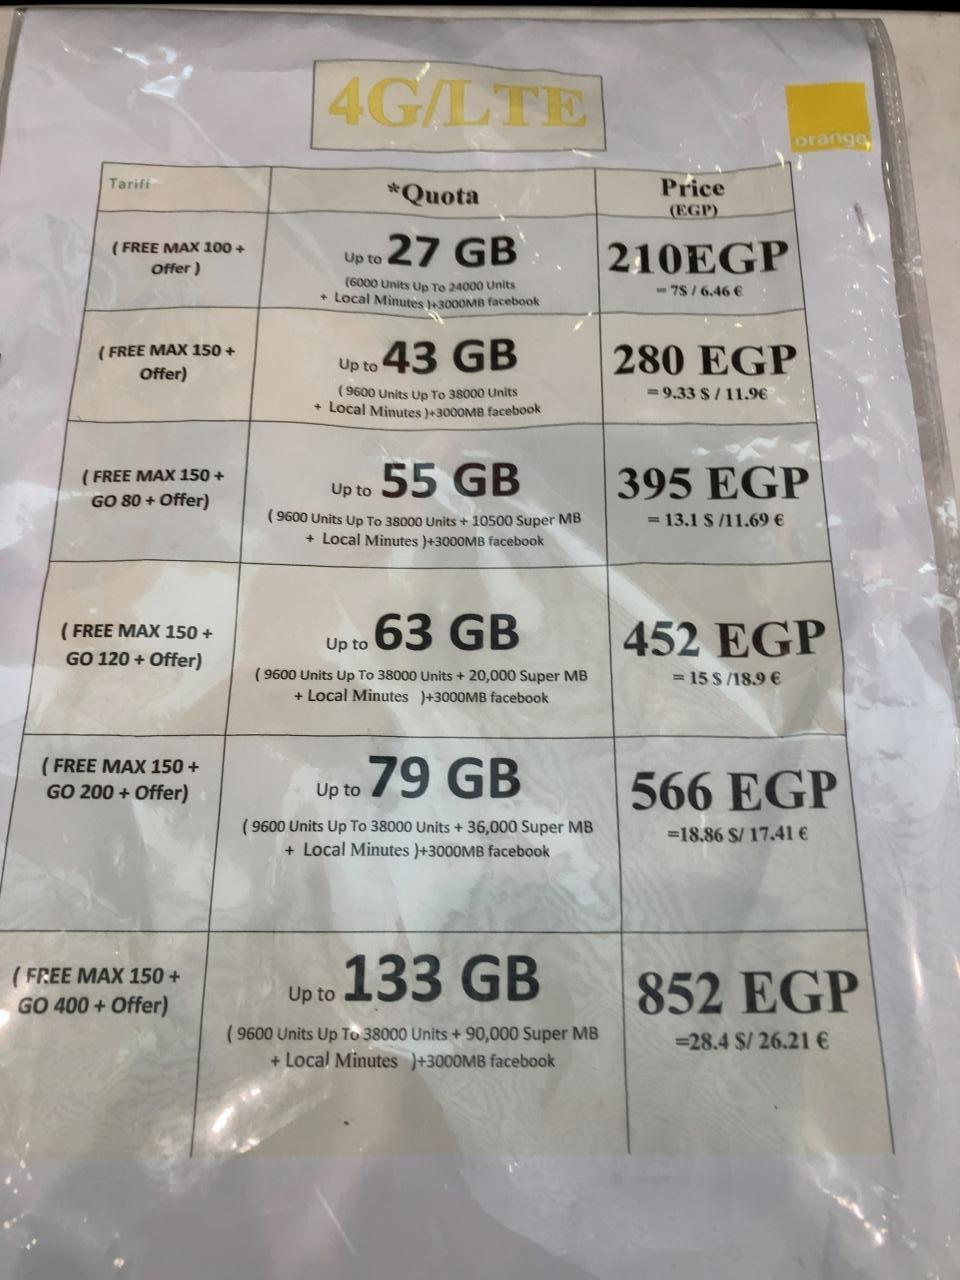 4G/LTE
orange
Tariff
*Quota
Price
(EGP)
( FREE MAX 100 +
Offer )
Up to 27 GB
(6000 Units Up To 24000 Units
+ Local Minutes )+3000MB facebook
210EGP
= 7$ / 6.46 €
( FREE MAX 150 +
Offer)
Up to 43 GB
( 9600 Units Up To 38000 Units
+ Local Minutes )+3000MB facebook
280 EGP
= 9.33 $ / 11.9€
( FREE MAX 150 +
GO 80 + Offer)
Up to 55 GB
( 9600 Units Up To 38000 Units + 10500 Super MB
+ Local Minutes )+3000MB facebook
395 EGP
= 13.1 $ /11.69 €
( FREE MAX 150 +
GO 120 + Offer)
Up to 63 GB
( 9600 Units Up To 38000 Units + 20,000 Super MB
+ Local Minutes )+3000MB facebook
452 EGP
= 15 $ /18.9 €
( FREE MAX 150 +
GO 200 + Offer)
Up to 79 GB
( 9600 Units Up To 38000 Units + 36,000 Super MB
+ Local Minutes )+3000MB facebook
566 EGP
=18.86 $/ 17.41 €
( FREE MAX 150 +
GO 400 + Offer)
Up to 133 GB
( 9600 Units Up To 38000 Units + 90,000 Super MB
+ Local Minutes )+3000MB facebook
852 EGP
=28.4 $/ 26.21 €